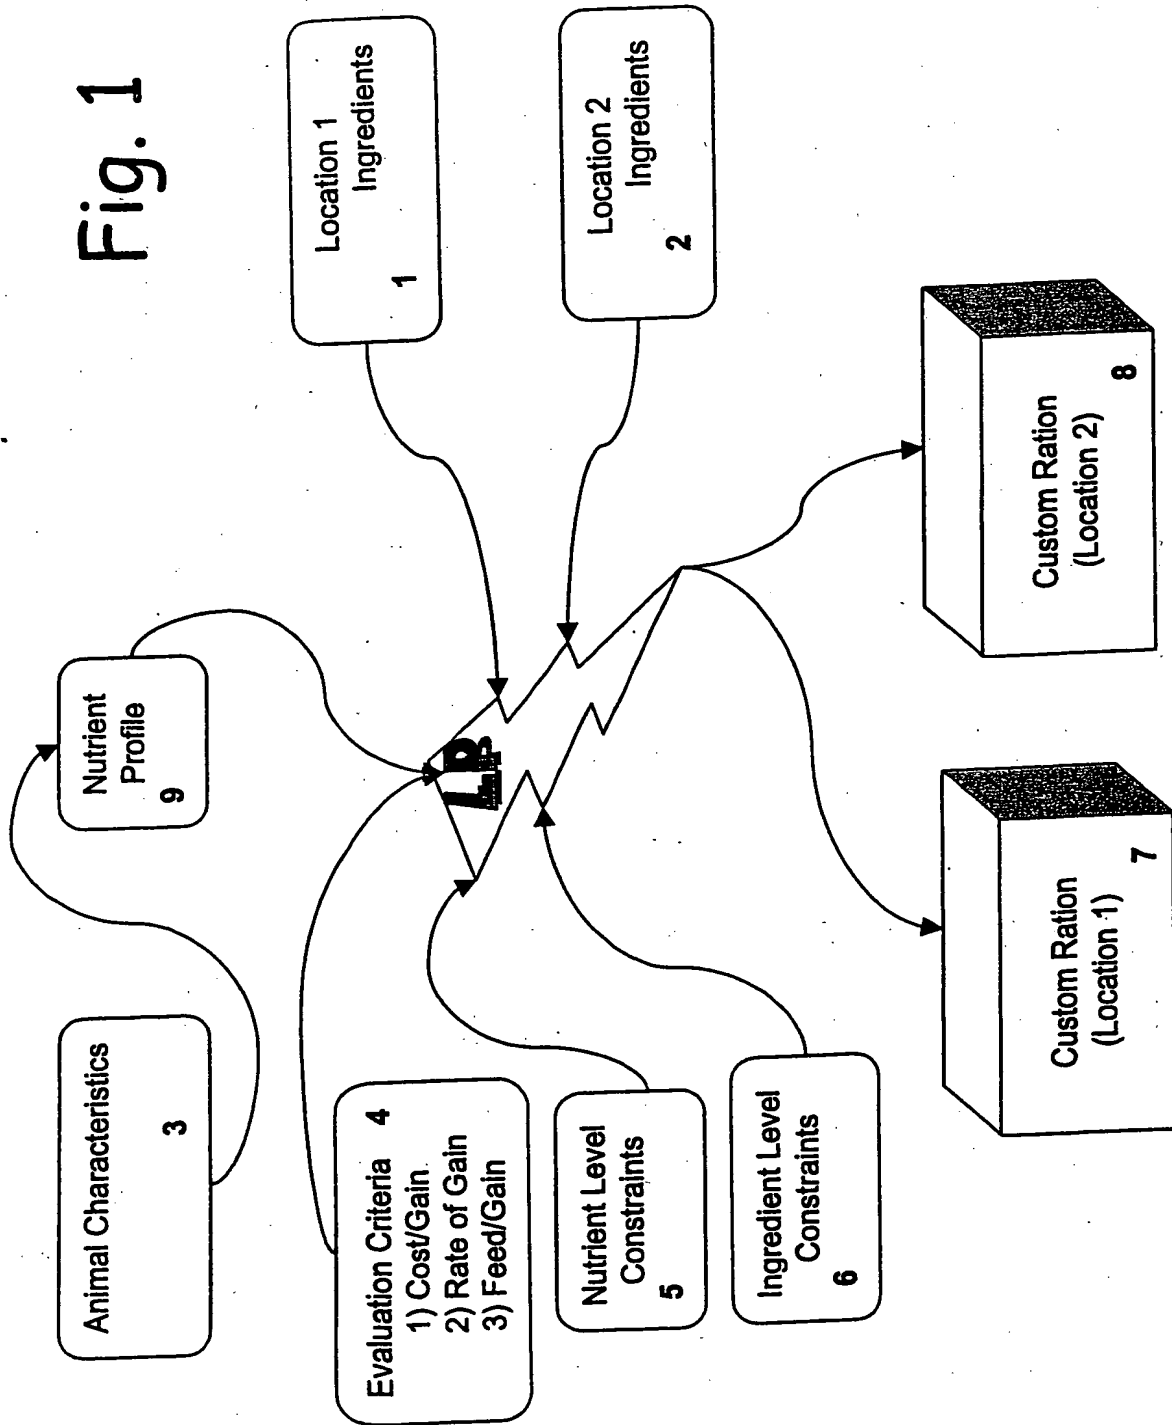 Fig. 1
Animal Characteristics
3
Nutrient
Profile
9
Evaluation Criteria 4
1) Cost/Gain
2) Rate of Gain
3) Feed/Gain
Nutrient Level
Constraints
5
Ingredient Level
Constraints
6
LP
Location 1
Ingredients
1
Location 2
Ingredients
2
Custom Ration
(Location 1)
7
Custom Ration
(Location 2)
8